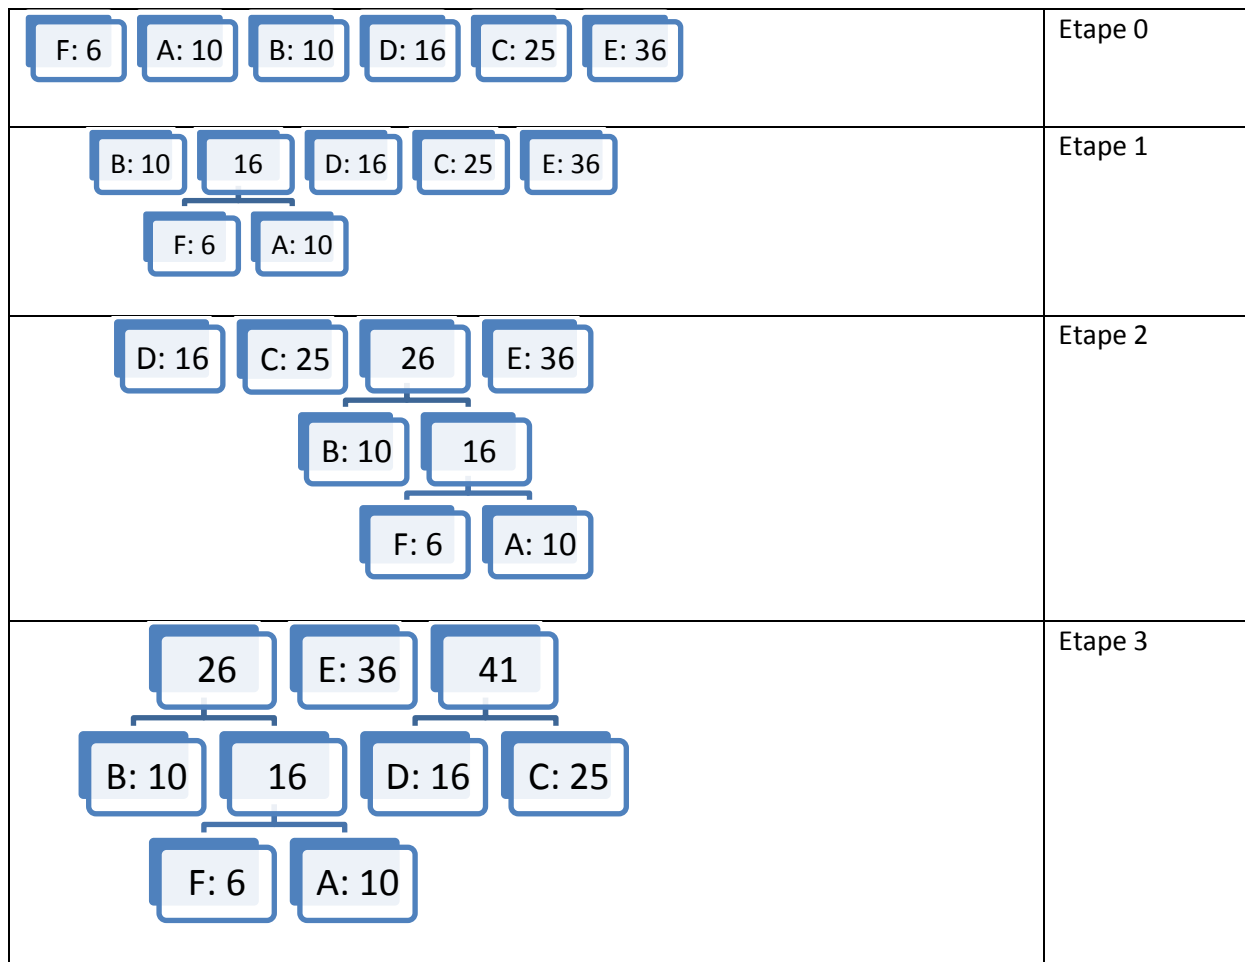 F: 6 A: 10 B: 10 D: 16 C: 25 E: 36 Etape 0
B: 10 16 D: 16 C: 25 E: 36 Etape 1
F: 6 A: 10
D: 16 C: 25 26 E: 36 Etape 2
B: 10 16
F: 6 A: 10
26 E: 36 41 Etape 3
B: 10 16 D: 16 C: 25
F: 6 A: 10